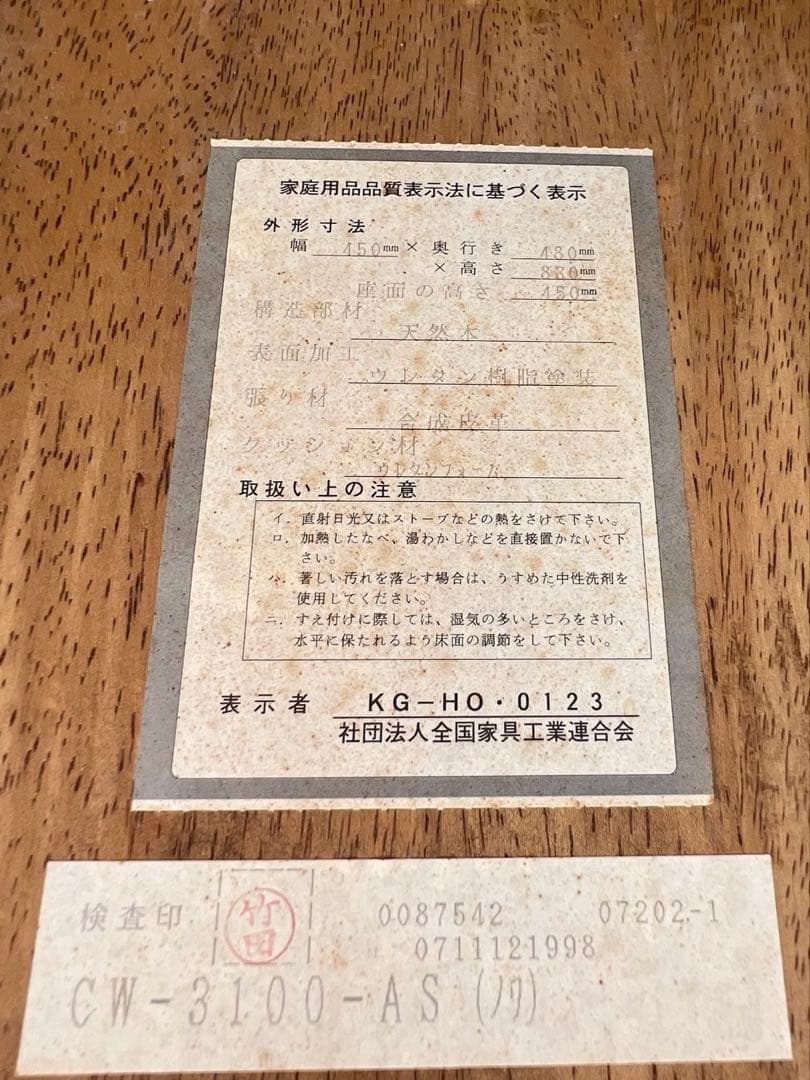 家庭用品品質表示法に基づく表示
外形寸法
幅 450mm × 奥行き 480mm
× 高さ 880mm
座面の高さ 450mm
構造部材 天然木
表面加工 ウレタン樹脂塗装
張り材 合成皮革
クッション材 ウレタンフォーム
取扱い上の注意
イ. 直射日光又はストーブなどの熱をさけて下さい。
ロ. 加熱したなべ、湯わかしなどを直接置かないで下
さい。
ハ. 著しい汚れを落とす場合は、うすめた中性洗剤を
使用してください。
ニ. すえ付けに際しては、湿気の多いところをさけ、
水平に保たれるよう床面の調節をして下さい。
表示者 KG-HO・0123
社団法人全国家具工業連合会
検査印 竹田 0087542 07202-1
0711121998
CW-3100-AS(ﾉﾜ)